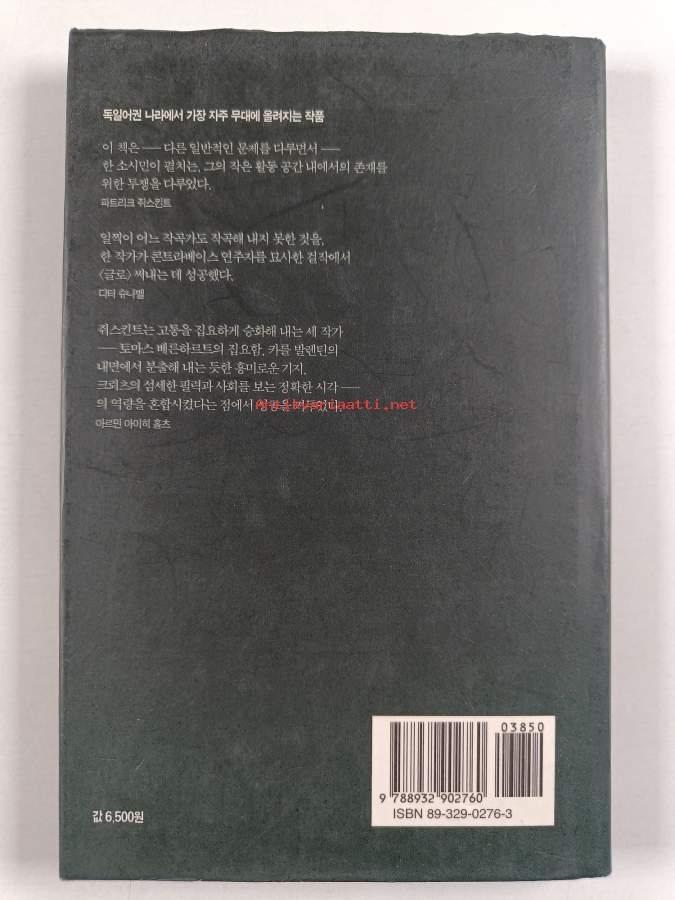 독일어권 나라에서 가장 자주 무대에 올려지는 작품
이 책은 ── 다른 일반적인 문제를 다루면서 ──
한 소시민이 펼치는, 그의 작은 활동 공간 내에서의 존재를
위한 투쟁을 다루었다.
파트리크 쥐스킨트
일찍이 어느 작곡가도 작곡해 내지 못한 것을,
한 작가가 콘트라베이스 연주자를 묘사한 걸작에서
〈글로〉 써내는 데 성공했다.
디터 슈나벨
쥐스킨트는 고통을 집요하게 승화해 내는 세 작가
── 토마스 베른하르트의 집요함, 카를 발렌틴의
내면에서 분출해 내는 듯한 흥미로운 기지,
크뢰츠의 섬세한 필력과 사회를 보는 정확한 시각 ──
의 역량을 혼합시켰다는 점에서
아르민 아이히 홀츠
03850
9 788932 902760
ISBN 89-329-0276-3
값 6,500원